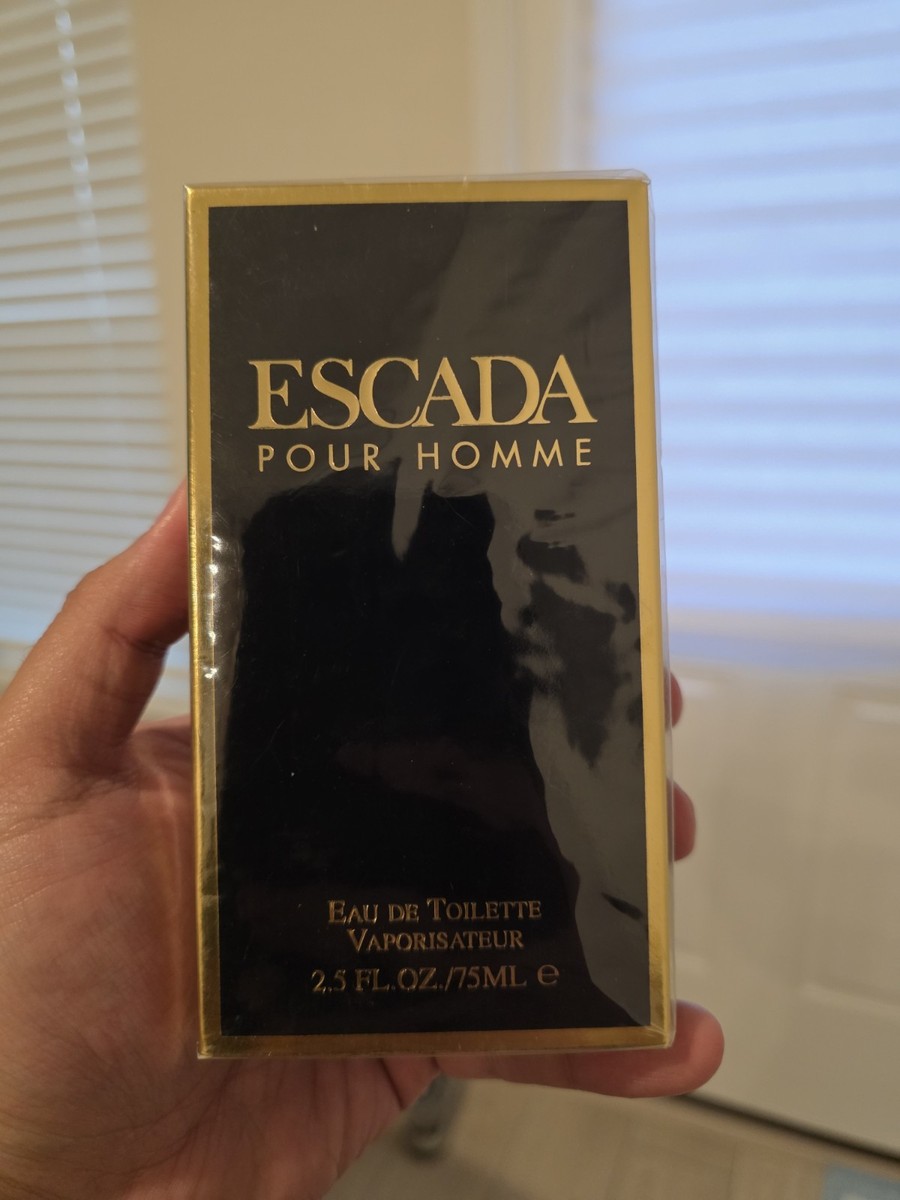 ESCADA
POUR HOMME
EAU DE TOILETTE
VAPORISATEUR
2.5 FL.OZ./75ML ℮